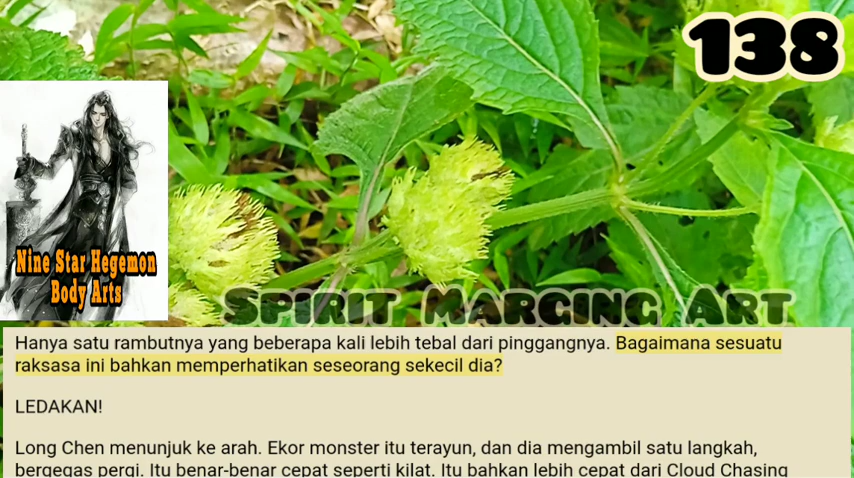 138
Nine Star Hegemon
Body Arts
Spirit Marging Art
Hanya satu rambutnya yang beberapa kali lebih tebal dari pinggangnya. Bagaimana sesuatu
raksasa ini bahkan memperhatikan seseorang sekecil dia?
LEDAKAN!
Long Chen menunjuk ke arah. Ekor monster itu terayun, dan dia mengambil satu langkah,
bergegas pergi. Itu benar-benar cepat seperti kilat. Itu bahkan lebih cepat dari Cloud Chasing